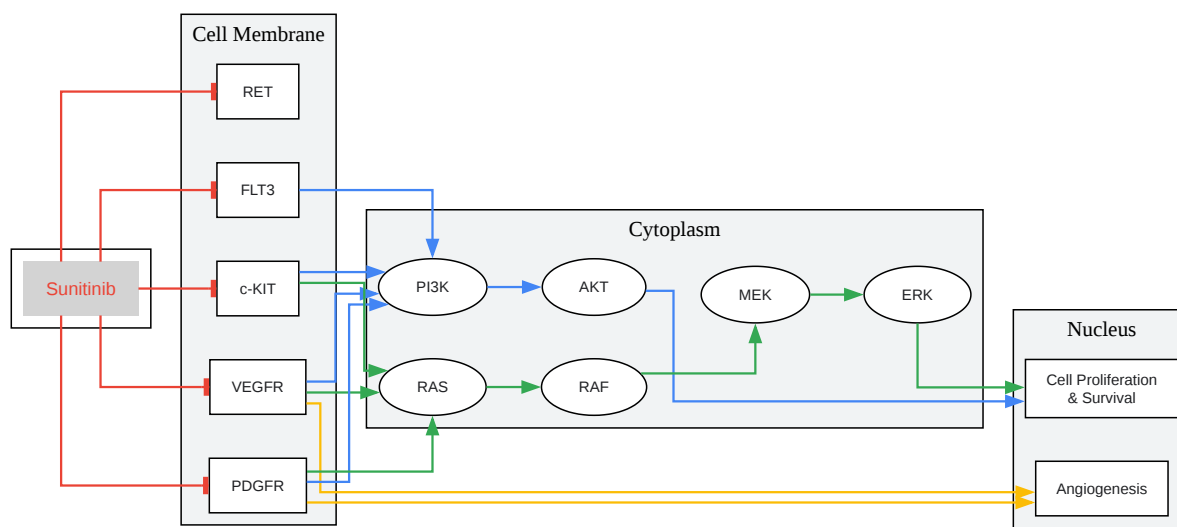 Cell Membrane
RET
FLT3
Cytoplasm
Sunitinib
c-KIT
PI3K
AKT
MEK
ERK
Nucleus
VEGFR
RAS
RAF
Cell Proliferation
& Survival
PDGFR
Angiogenesis